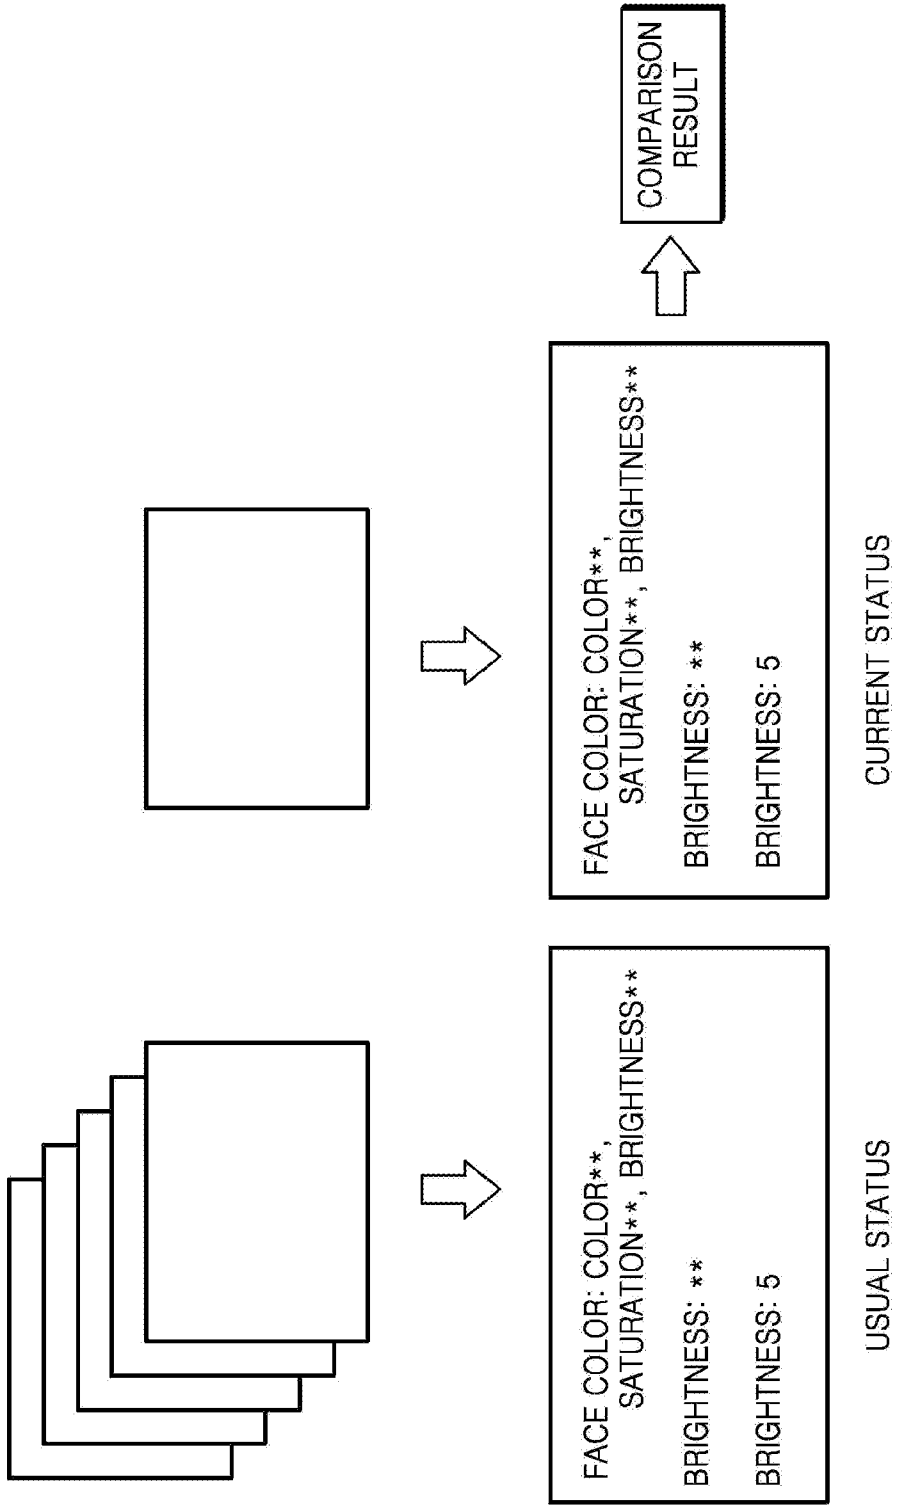 FACE COLOR: COLOR**,
SATURATION**, BRIGHTNESS**
BRIGHTNESS: **
BRIGHTNESS: 5
USUAL STATUS
FACE COLOR: COLOR**,
SATURATION**, BRIGHTNESS**
BRIGHTNESS: **
BRIGHTNESS: 5
CURRENT STATUS
COMPARISON
RESULT